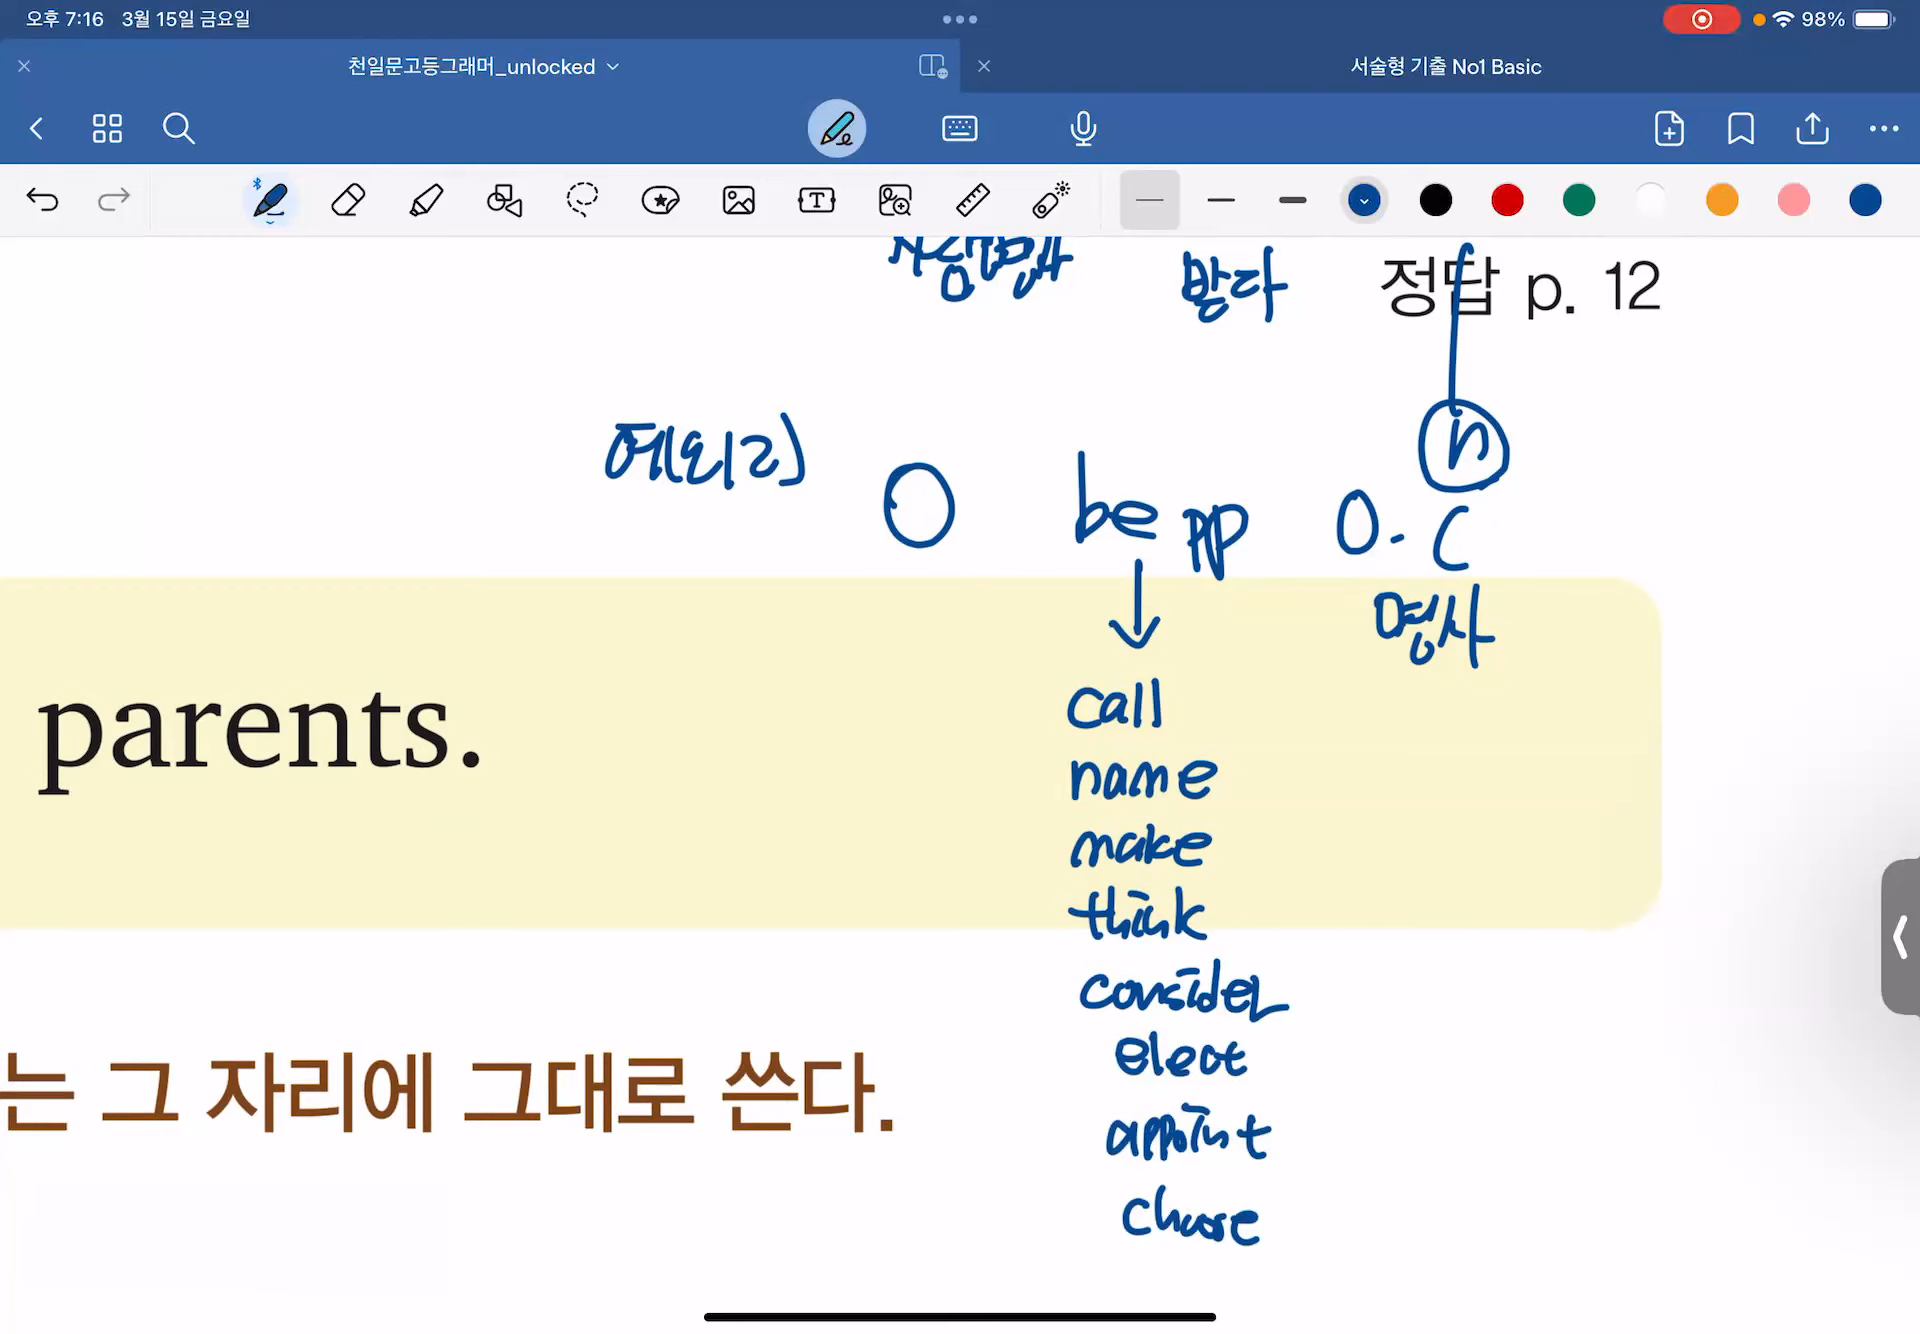 오후 7:16 3월 15일 금요일
98%
천일문고등그래머_unlocked
서술형 기출 No1 Basic
받다
정답 p. 12
n
예외2)
O be pp O.C
명사
call
parents.
name
make
think
consider
elect
는 그 자리에 그대로 쓴다.
appoint
choose